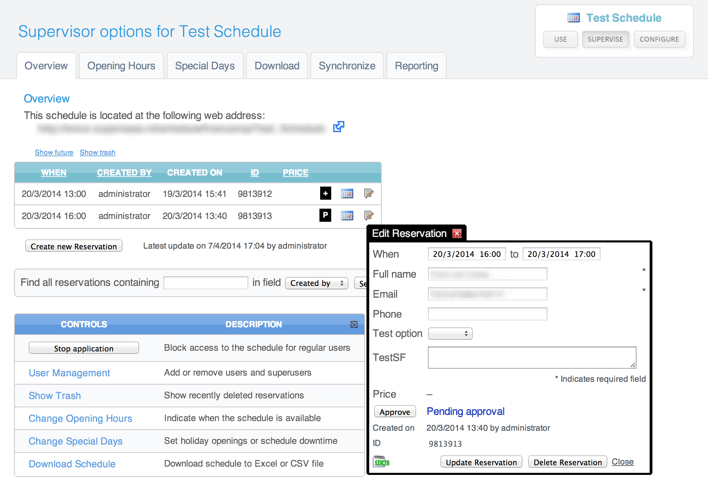 Supervisor options for Test Schedule
Test Schedule
USE SUPERVISE CONFIGURE
Overview Opening Hours Special Days Download Synchronize Reporting
Overview
This schedule is located at the following web address:
Show future Show trash
WHEN CREATED BY CREATED ON ID PRICE
20/3/2014 13:00 administrator 19/3/2014 15:41 9813912 +
20/3/2014 16:00 administrator 20/3/2014 13:40 9813913 P
Create new Reservation Latest update on 7/4/2014 17:04 by administrator
Find all reservations containing in field Created by Se
CONTROLS DESCRIPTION
Stop application Block access to the schedule for regular users
User Management Add or remove users and superusers
Show Trash Show recently deleted reservations
Change Opening Hours Indicate when the schedule is available
Change Special Days Set holiday openings or schedule downtime
Download Schedule Download schedule to Excel or CSV file
Edit Reservation
When 20/3/2014 16:00 to 20/3/2014 17:00
Full name *
Email *
Phone
Test option
TestSF
* Indicates required field
Price –
Approve Pending approval
Created on 20/3/2014 13:40 by administrator
ID 9813913
Update Reservation Delete Reservation Close